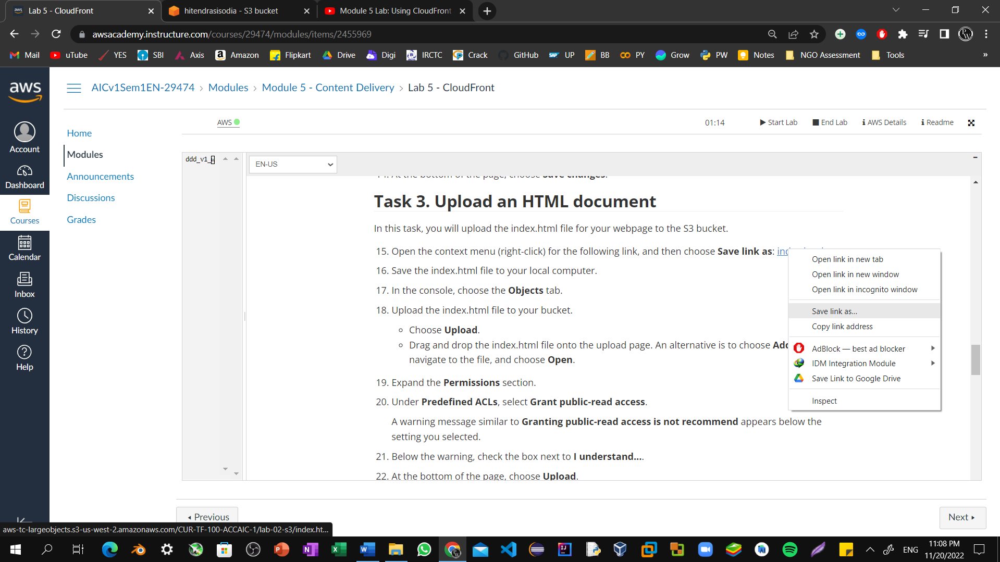 Lab 5 - CloudFront
hitendrasisodia - S3 bucket
Module 5 Lab: Using CloudFront
awsacademy.instructure.com/courses/29474/modules/items/2455969
Mail
uTube
YES
SBI
Axis
Amazon
Flipkart
Drive
Digi
IRCTC
Crack
GitHub
UP
BB
PY
Grow
PW
Notes
NGO Assessment
Tools
»
aws
AICv1Sem1EN-29474 > Modules > Module 5 - Content Delivery > Lab 5 - CloudFront
Account
Dashboard
Courses
Calendar
Inbox
History
Help
Home
Modules
Announcements
Discussions
Grades
AWS
01:14
Start Lab
End Lab
AWS Details
Readme
ddd_v1_
EN-US
Task 3. Upload an HTML document
In this task, you will upload the index.html file for your webpage to the S3 bucket.
15. Open the context menu (right-click) for the following link, and then choose Save link as:
16. Save the index.html file to your local computer.
17. In the console, choose the Objects tab.
18. Upload the index.html file to your bucket.
Choose Upload.
Drag and drop the index.html file onto the upload page. An alternative is to choose
navigate to the file, and choose Open.
19. Expand the Permissions section.
20. Under Predefined ACLs, select Grant public-read access.
A warning message similar to Granting public-read access is not recommend appears below the
setting you selected.
21. Below the warning, check the box next to I understand....
22. At the bottom of the page, choose Upload.
Open link in new tab
Open link in new window
Open link in incognito window
Save link as...
Copy link address
AdBlock — best ad blocker
IDM Integration Module
Save Link to Google Drive
Inspect
Previous
Next
aws-tc-largeobjects.s3-us-west-2.amazonaws.com/CUR-TF-100-ACCAIC-1/lab-02-s3/index.ht...
ENG
11:08 PM
11/20/2022